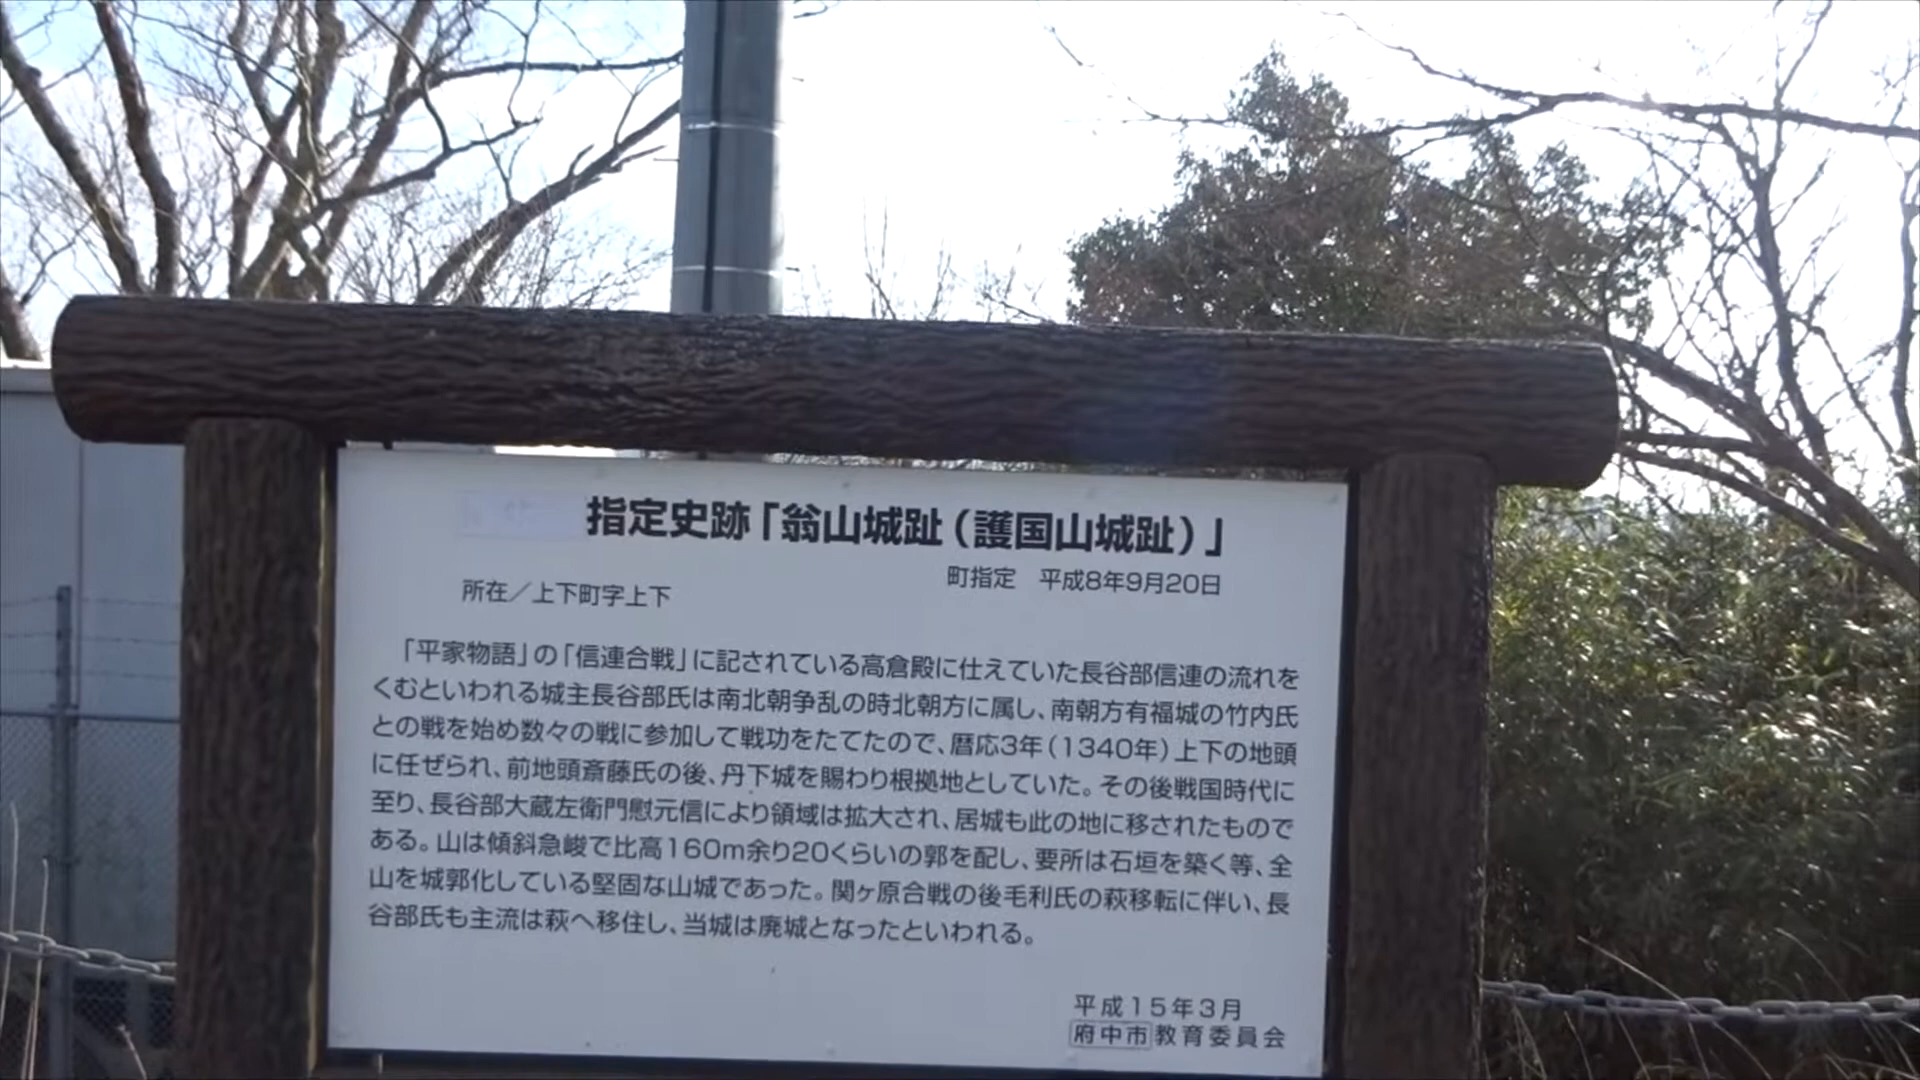 指定史跡「翁山城趾(護国山城趾)」
町指定　平成8年9月20日
所在／上下町字上下
「平家物語」の「信連合戦」に記されている高倉殿に仕えていた長谷部信連の流れを
くむといわれる城主長谷部氏は南北朝争乱の時北朝方に属し、南朝方有福城の竹内氏
との戦を始め数々の戦に参加して戦功をたてたので、暦応3年(1340年)上下の地頭
に任ぜられ、前地頭斎藤氏の後、丹下城を賜わり根拠地としていた。その後戦国時代に
至り、長谷部大蔵左衛門慰元信により領域は拡大され、居城も此の地に移されたもので
ある。山は傾斜急峻で比高160m余り20くらいの郭を配し、要所は石垣を築く等、全
山を城郭化している堅固な山城であった。関ヶ原合戦の後毛利氏の萩移転に伴い、長
谷部氏も主流は萩へ移住し、当城は廃城となったといわれる。
平成15年3月
府中市教育委員会